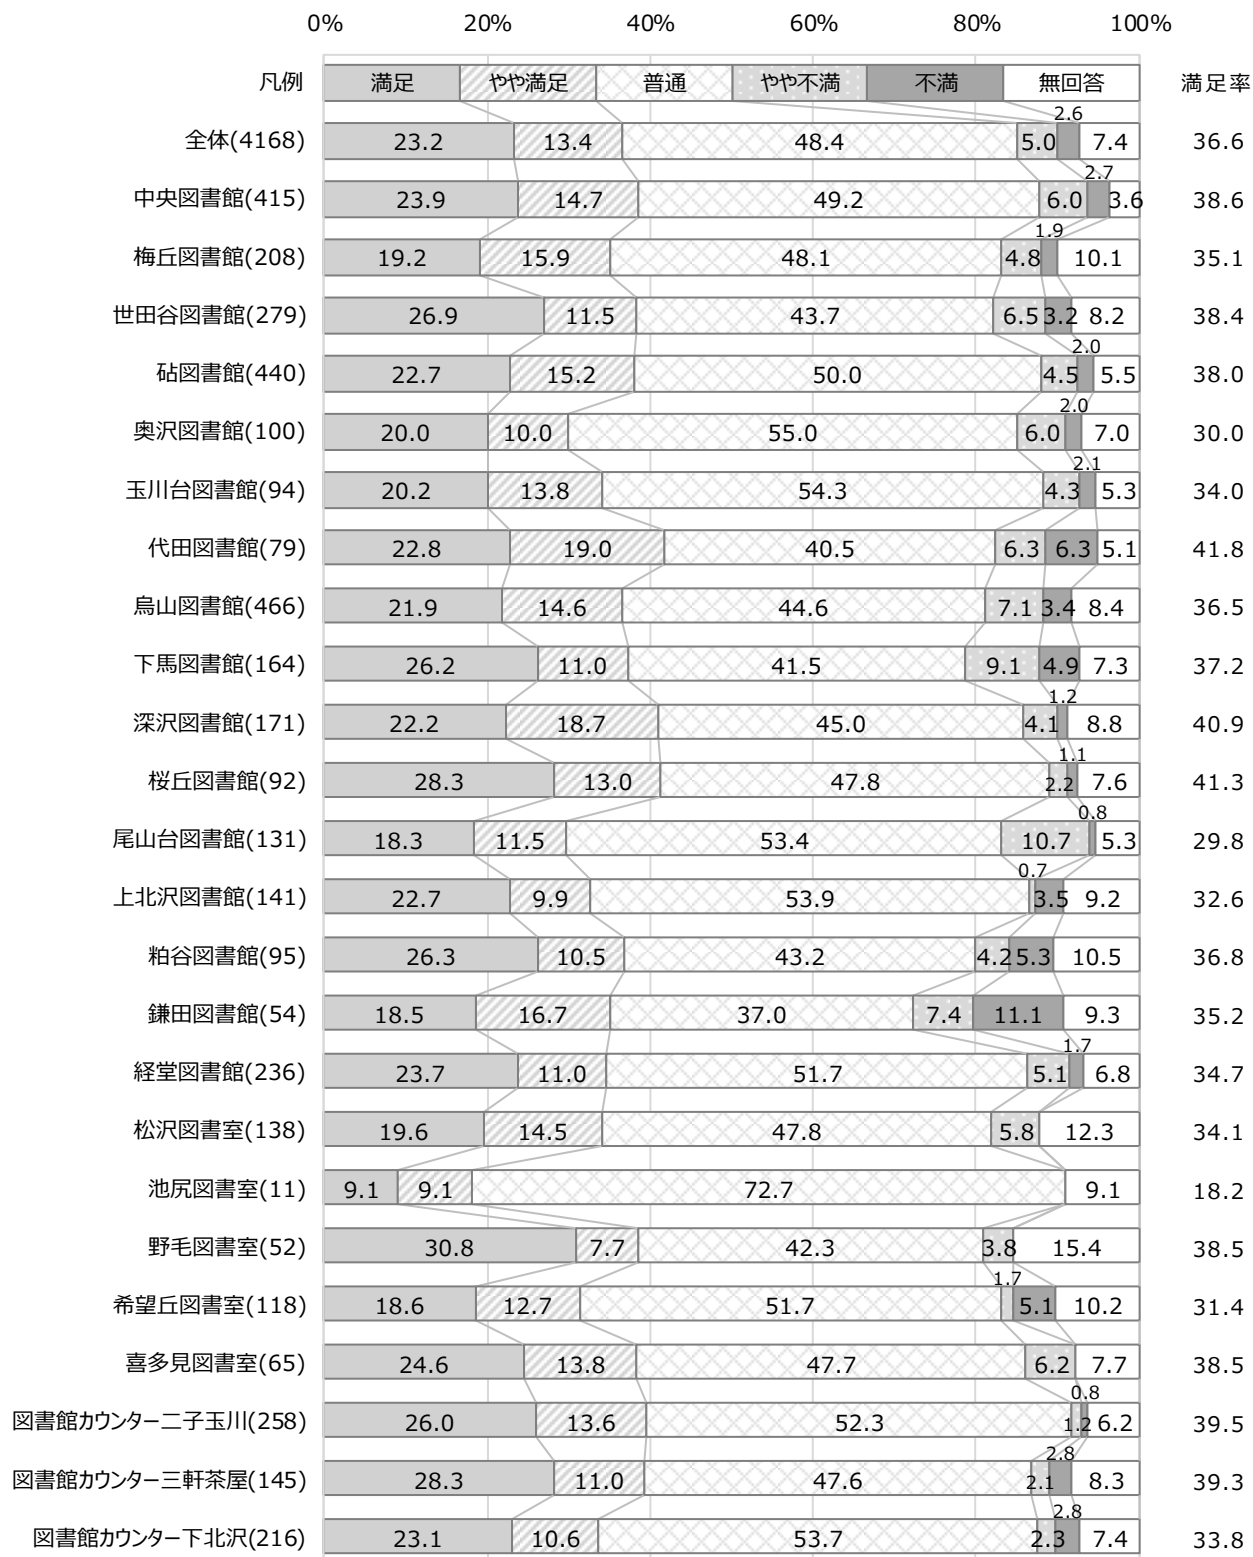 0% 20% 40% 60% 80% 100%
凡例 満足 やや満足 普通 やや不満 不満 無回答 満足率
全体(4168) 23.2 13.4 48.4 5.0 2.6 7.4 36.6
中央図書館(415) 23.9 14.7 49.2 6.0 2.7 3.6 38.6
梅丘図書館(208) 19.2 15.9 48.1 4.8 1.9 10.1 35.1
世田谷図書館(279) 26.9 11.5 43.7 6.5 3.2 8.2 38.4
砧図書館(440) 22.7 15.2 50.0 4.5 2.0 5.5 38.0
奥沢図書館(100) 20.0 10.0 55.0 6.0 2.0 7.0 30.0
玉川台図書館(94) 20.2 13.8 54.3 4.3 2.1 5.3 34.0
代田図書館(79) 22.8 19.0 40.5 6.3 6.3 5.1 41.8
烏山図書館(466) 21.9 14.6 44.6 7.1 3.4 8.4 36.5
下馬図書館(164) 26.2 11.0 41.5 9.1 4.9 7.3 37.2
深沢図書館(171) 22.2 18.7 45.0 4.1 1.2 8.8 40.9
桜丘図書館(92) 28.3 13.0 47.8 2.2 1.1 7.6 41.3
尾山台図書館(131) 18.3 11.5 53.4 10.7 0.8 5.3 29.8
上北沢図書館(141) 22.7 9.9 53.9 0.7 3.5 9.2 32.6
粕谷図書館(95) 26.3 10.5 43.2 4.2 5.3 10.5 36.8
鎌田図書館(54) 18.5 16.7 37.0 7.4 11.1 9.3 35.2
経堂図書館(236) 23.7 11.0 51.7 5.1 1.7 6.8 34.7
松沢図書室(138) 19.6 14.5 47.8 5.8 12.3 34.1
池尻図書室(11) 9.1 9.1 72.7 9.1 18.2
野毛図書室(52) 30.8 7.7 42.3 3.8 15.4 38.5
希望丘図書室(118) 18.6 12.7 51.7 1.7 5.1 10.2 31.4
喜多見図書室(65) 24.6 13.8 47.7 6.2 7.7 38.5
図書館カウンター二子玉川(258) 26.0 13.6 52.3 1.2 0.8 6.2 39.5
図書館カウンター三軒茶屋(145) 28.3 11.0 47.6 2.1 2.8 8.3 39.3
図書館カウンター下北沢(216) 23.1 10.6 53.7 2.3 2.8 7.4 33.8